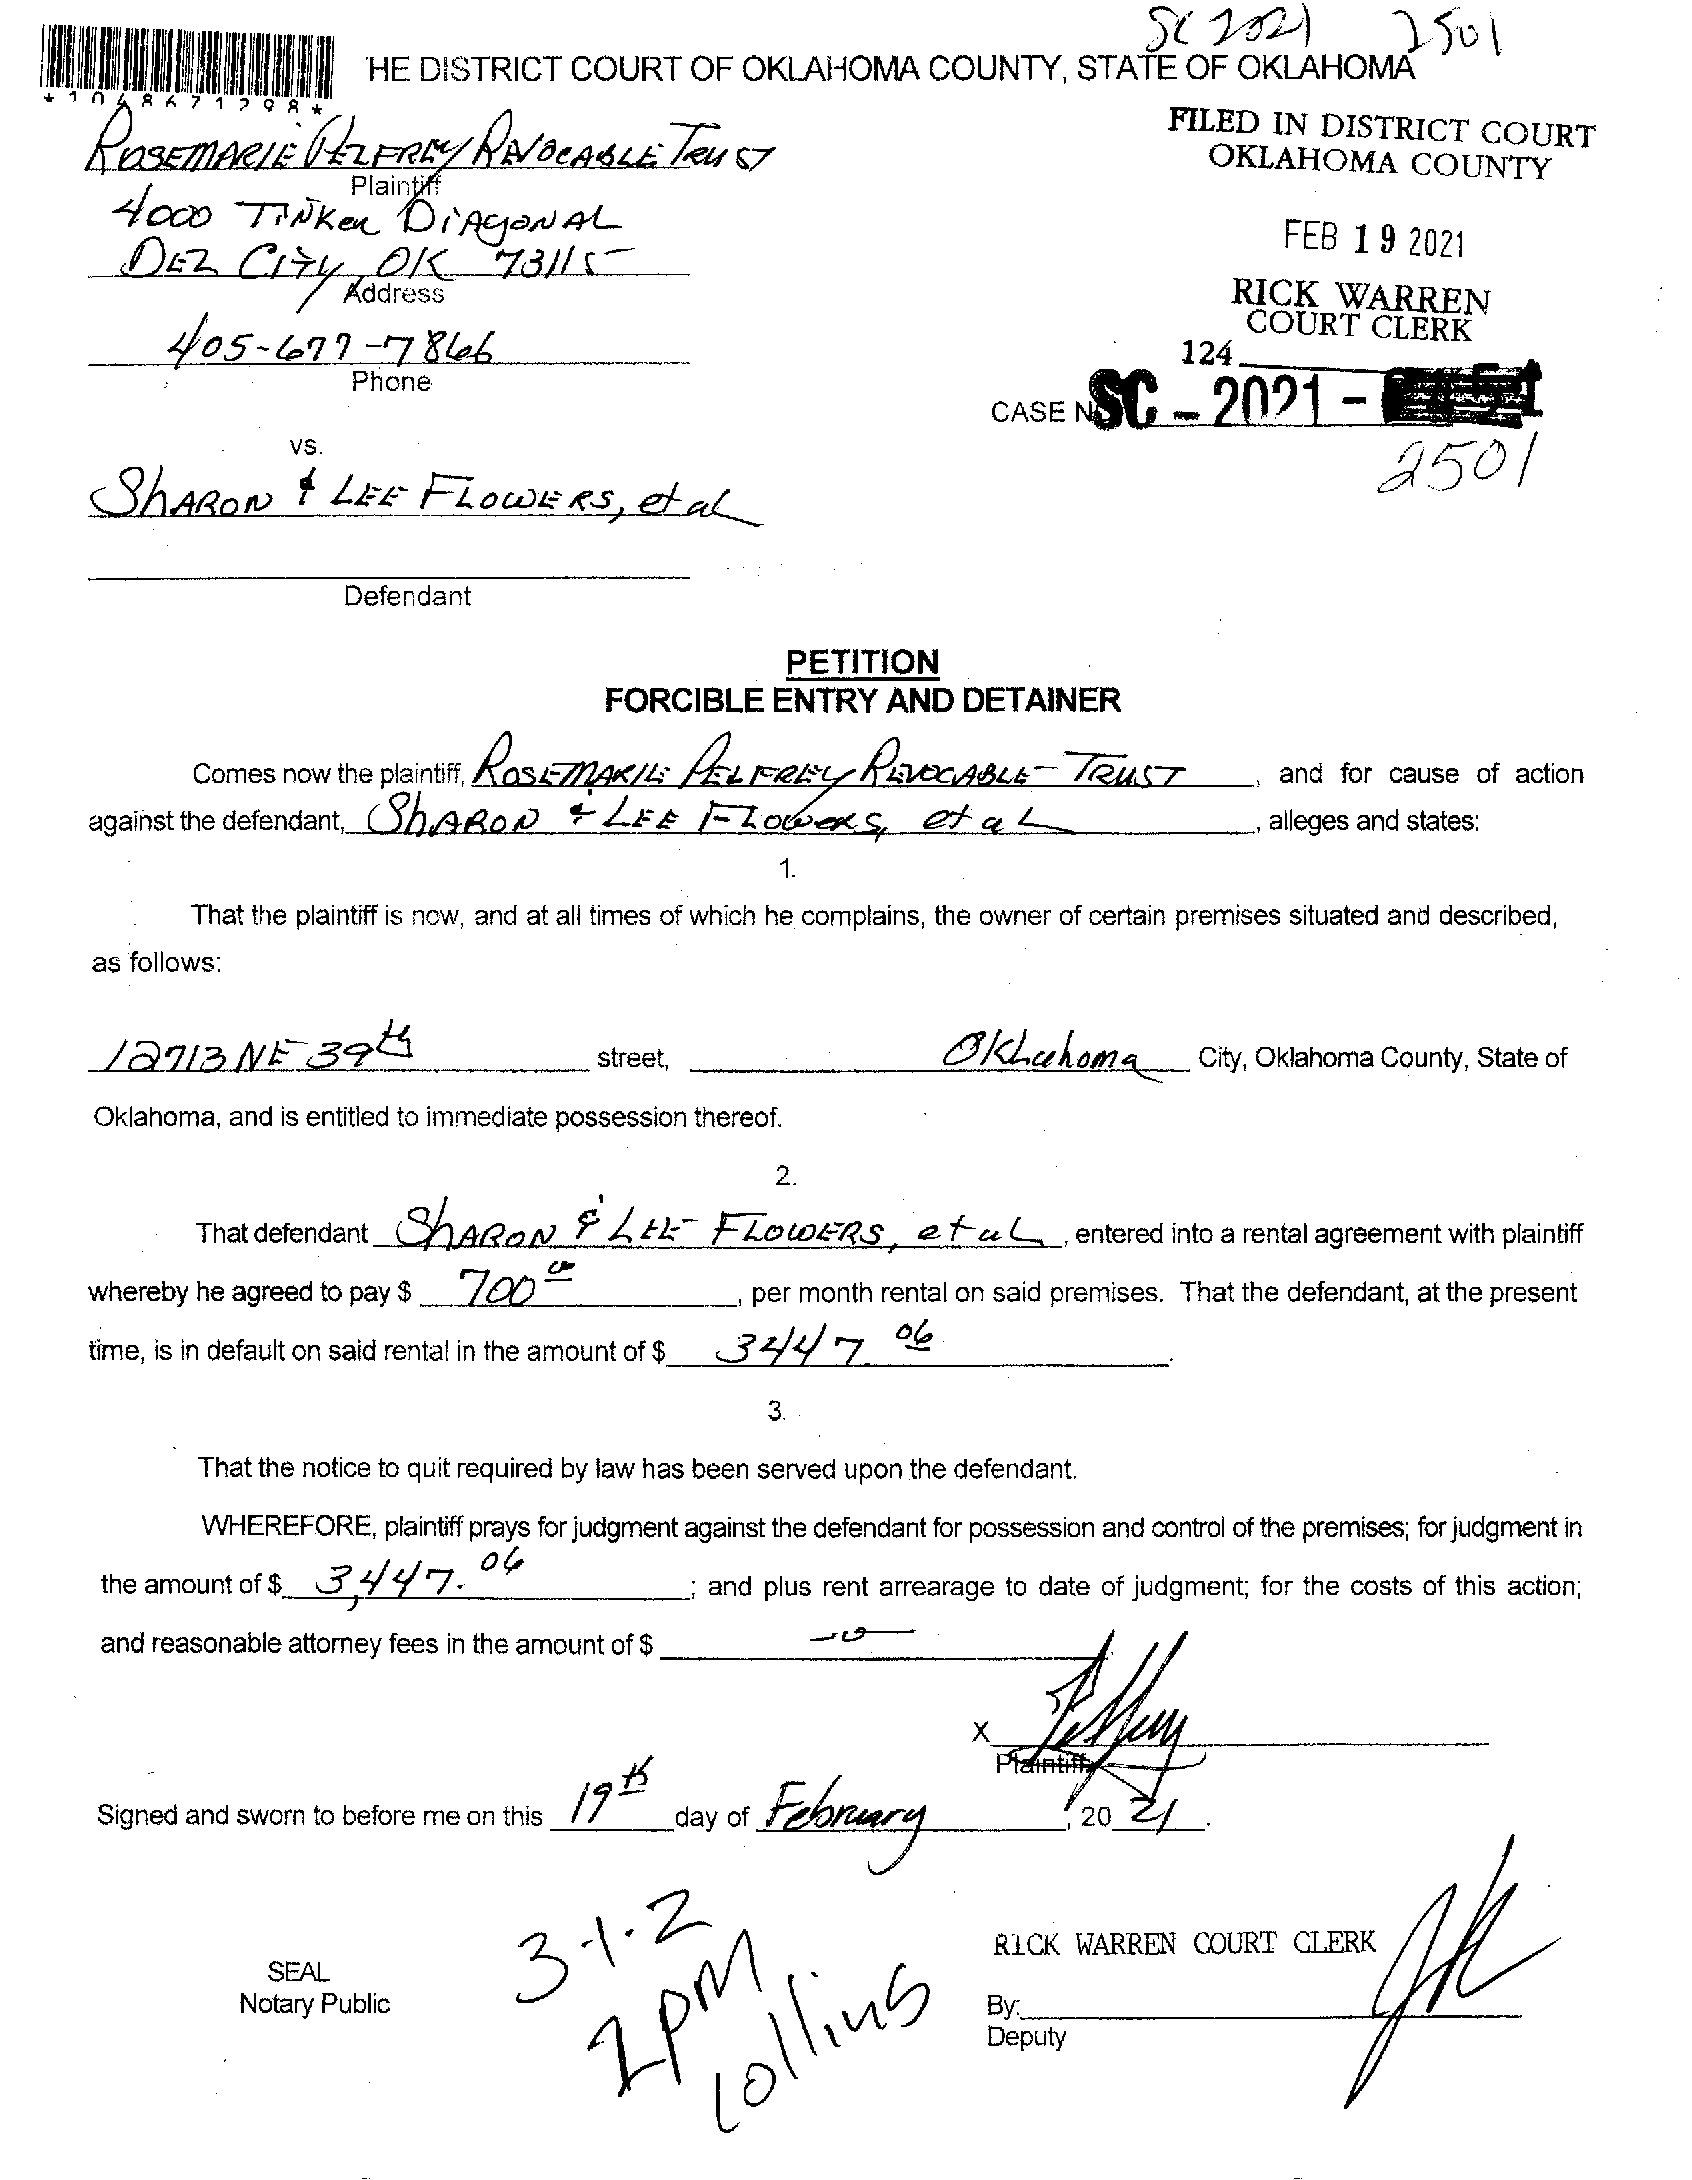 SC 2021 2501
HE DISTRICT COURT OF OKLAHOMA COUNTY, STATE OF OKLAHOMA
*1048671298*
FILED IN DISTRICT COURT
OKLAHOMA COUNTY
ROSEMARIE PELFREY REVOCABLE TRUST
Plaintiff
4000 TINKER DIAGONAL
DEL CITY, OK 73115
Address
FEB 19 2021
RICK WARREN
COURT CLERK
405-677-7866
Phone
124
CASE N SC - 2021 -
2501
vs.
SHARON & LEE FLOWERS, et al
Defendant
PETITION
FORCIBLE ENTRY AND DETAINER
Comes now the plaintiff, ROSEMARIE PELFREY REVOCABLE TRUST, and for cause of action
against the defendant, SHARON & LEE FLOWERS, et al, alleges and states:
1.
That the plaintiff is now, and at all times of which he complains, the owner of certain premises situated and described,
as follows:
12713 NE 39th street, Oklahoma City, Oklahoma County, State of
Oklahoma, and is entitled to immediate possession thereof.
2.
That defendant SHARON & LEE FLOWERS, et al, entered into a rental agreement with plaintiff
whereby he agreed to pay $ 700 00, per month rental on said premises. That the defendant, at the present
time, is in default on said rental in the amount of $ 3447. 06.
3.
That the notice to quit required by law has been served upon the defendant.
WHEREFORE, plaintiff prays for judgment against the defendant for possession and control of the premises; for judgment in
the amount of $ 3,447. 06; and plus rent arrearage to date of judgment; for the costs of this action;
and reasonable attorney fees in the amount of $ -0-
X
Plaintiff
Signed and sworn to before me on this 19th day of February, 20 21.
3-1-2
2PM
Collins
SEAL
Notary Public
RICK WARREN COURT CLERK
By:
Deputy